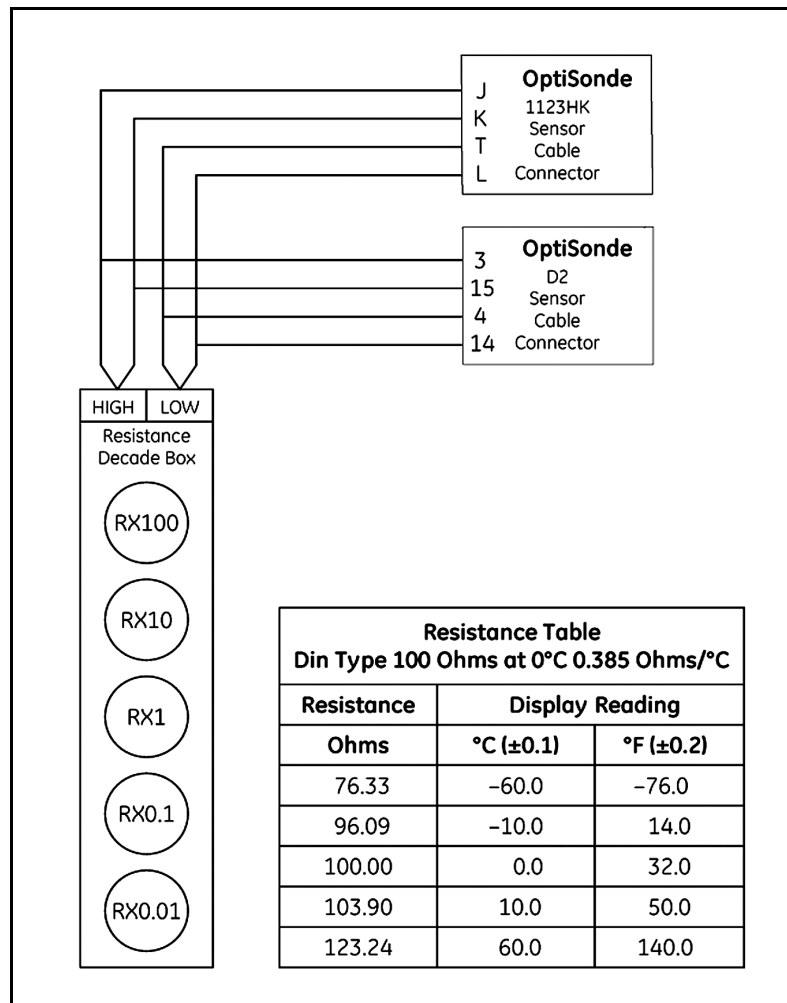 J OptiSonde
K 1123HK
Sensor
T Cable
L Connector
3 OptiSonde
15 D2
Sensor
4 Cable
14 Connector
HIGH LOW
Resistance
Decade Box
RX100
RX10
RX1
RX0.1
RX0.01
Resistance Table
Din Type 100 Ohms at 0°C 0.385 Ohms/°C
Resistance Display Reading
Ohms °C (±0.1) °F (±0.2)
76.33 –60.0 –76.0
96.09 –10.0 14.0
100.00 0.0 32.0
103.90 10.0 50.0
123.24 60.0 140.0